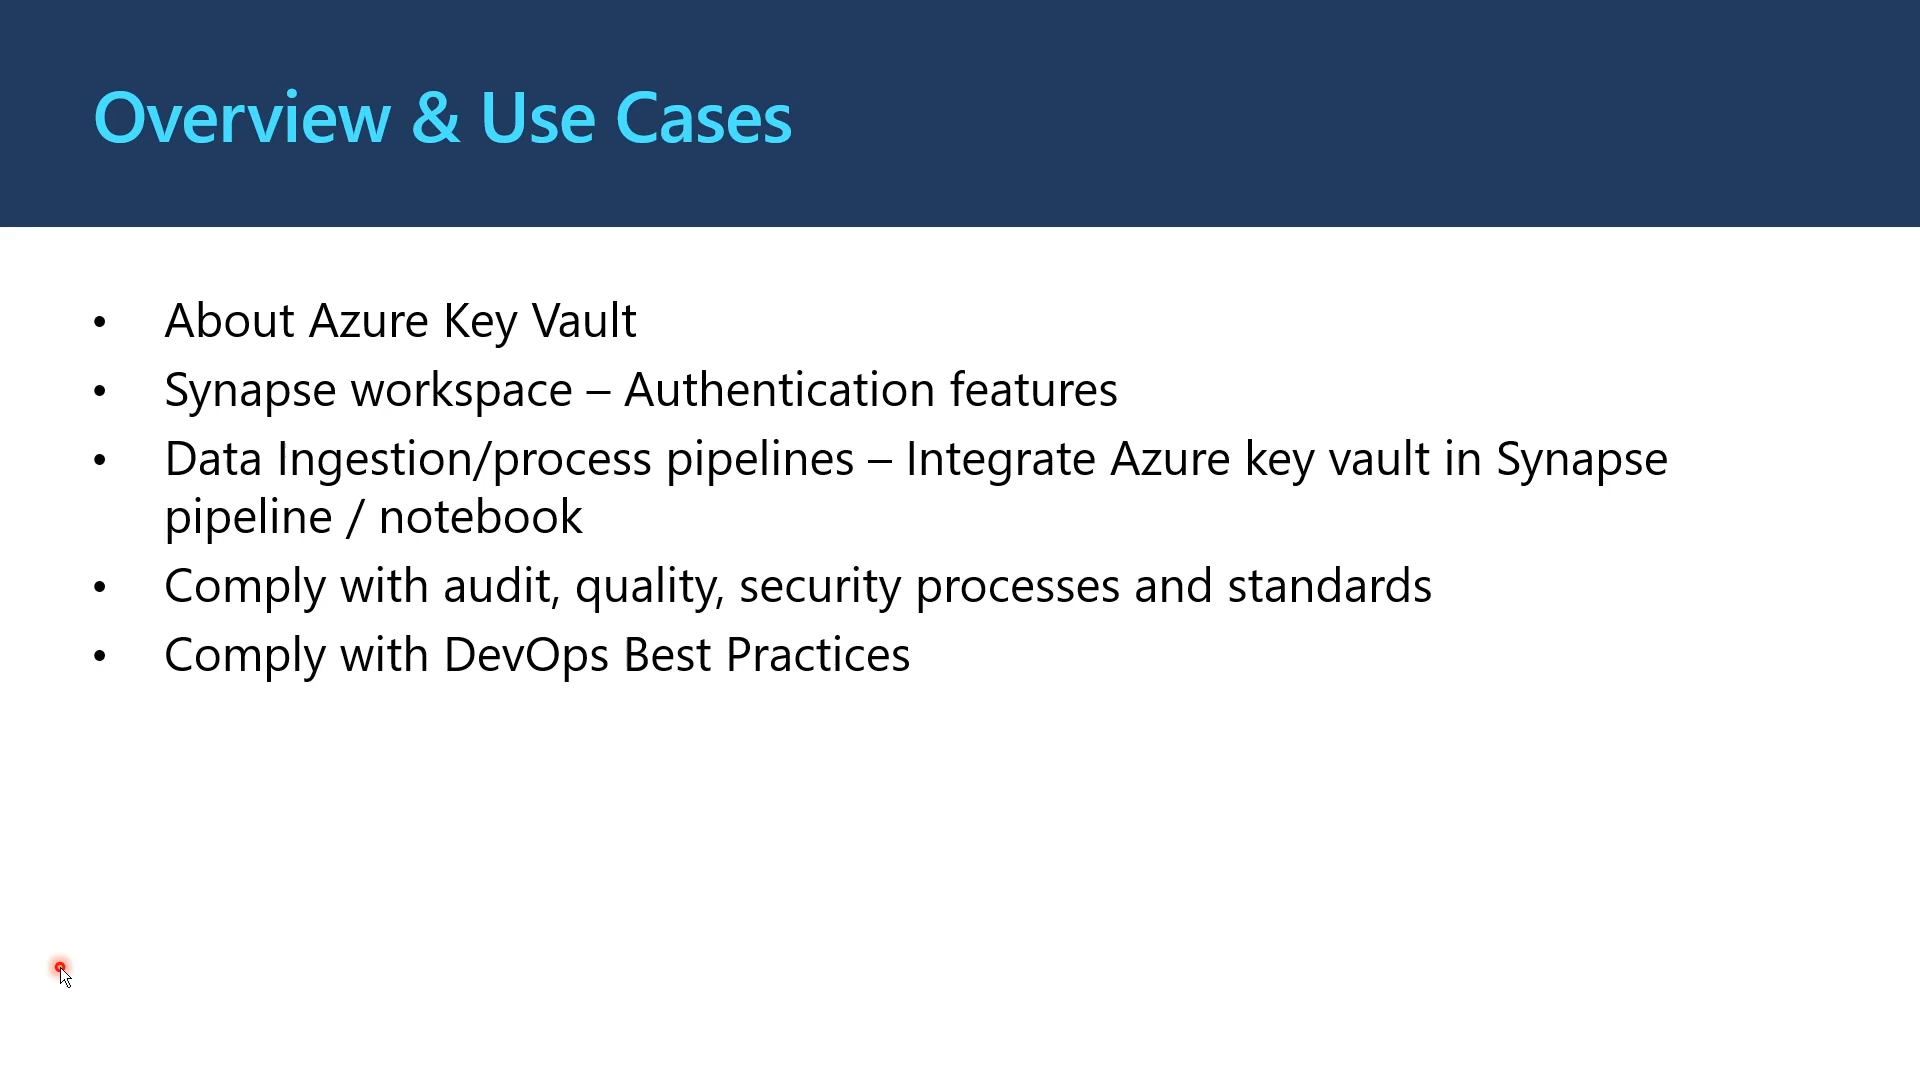 Overview & Use Cases
• About Azure Key Vault
• Synapse workspace – Authentication features
• Data Ingestion/process pipelines – Integrate Azure key vault in Synapse
pipeline / notebook
• Comply with audit, quality, security processes and standards
• Comply with DevOps Best Practices